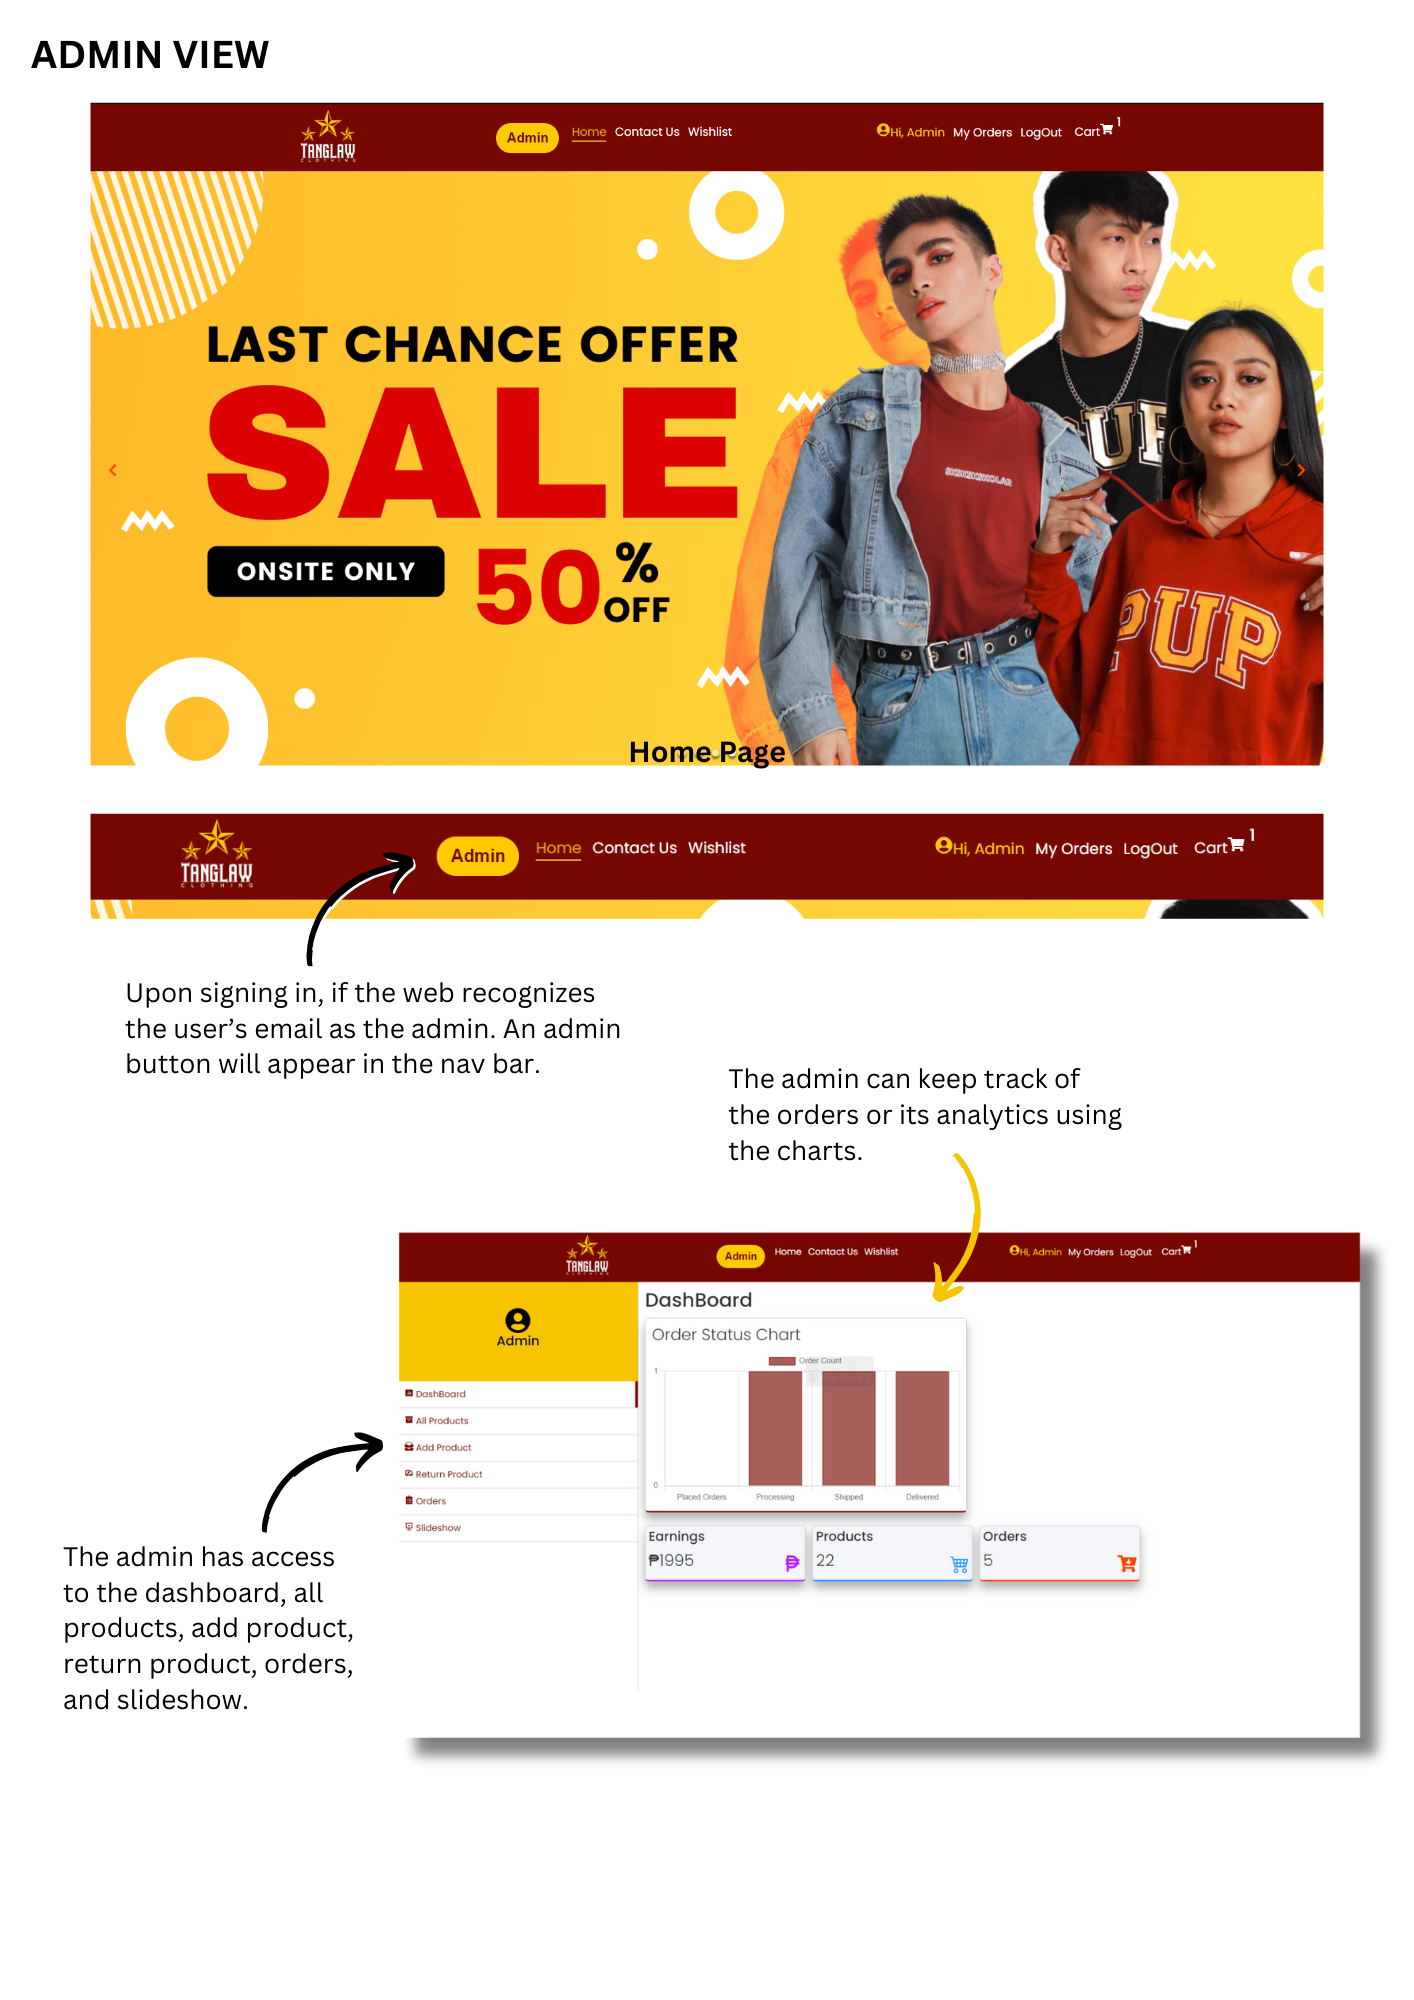 ADMIN VIEW
TANGLAW
CLOTHING
Admin Home Contact Us Wishlist Hi, Admin My Orders LogOut Cart 1
LAST CHANCE OFFER
SALE
ONSITE ONLY 50% OFF
PUP
PUP
Home Page
TANGLAW
CLOTHING
Admin Home Contact Us Wishlist Hi, Admin My Orders LogOut Cart 1
Upon signing in, if the web recognizes
the user’s email as the admin. An admin
button will appear in the nav bar.
The admin can keep track of
the orders or its analytics using
the charts.
TANGLAW
CLOTHING
Admin Home Contact Us Wishlist Hi, Admin My Orders LogOut Cart 1
Admin
DashBoard
All Products
Add Product
Return Product
Orders
Slideshow
DashBoard
Order Status Chart
Order Count
1
0
Placed Orders Processing Shipped Delivered
Earnings
₱1995
Products
22
Orders
5
The admin has access
to the dashboard, all
products, add product,
return product, orders,
and slideshow.